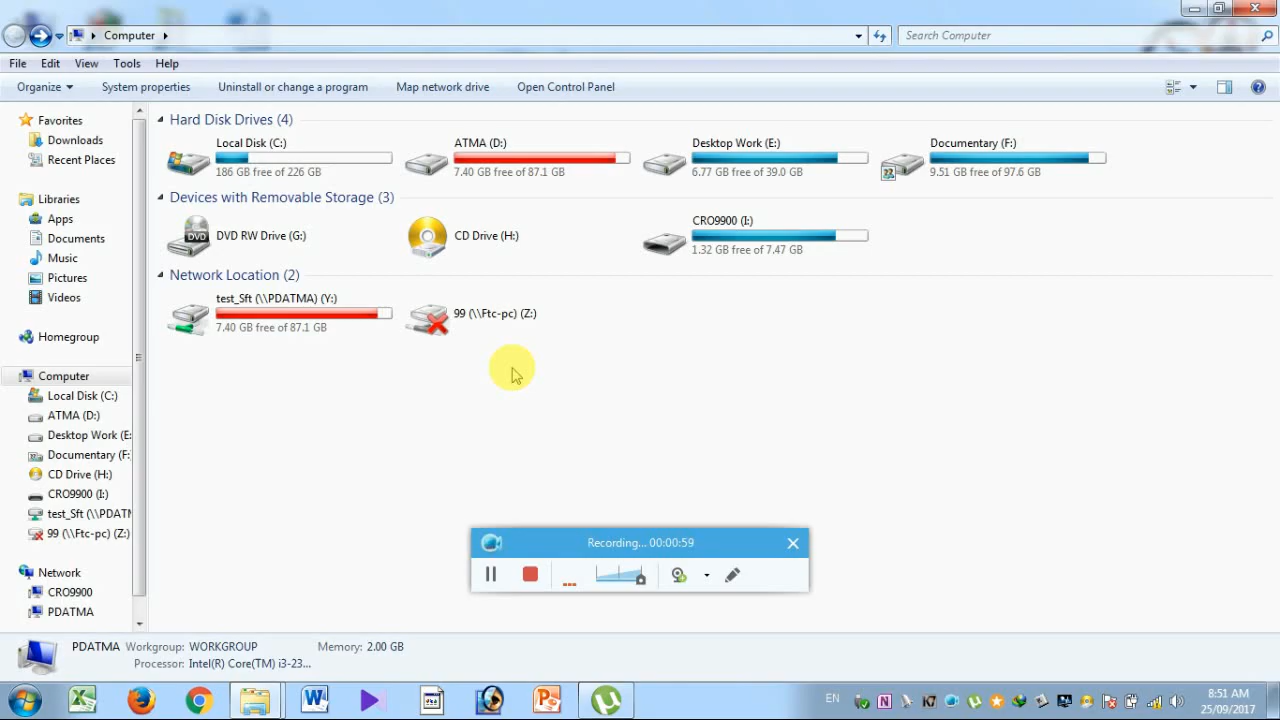 Computer
Search Computer
File Edit View Tools Help
Organize System properties Uninstall or change a program Map network drive Open Control Panel
Favorites
Downloads
Recent Places
Libraries
Apps
Documents
Music
Pictures
Videos
Homegroup
Computer
Local Disk (C:)
ATMA (D:)
Desktop Work (E:
Documentary (F:
CD Drive (H:)
CRO9900 (I:)
test_Sft (\\PDATM
99 (\\Ftc-pc) (Z:)
Network
CRO9900
PDATMA
Hard Disk Drives (4)
Local Disk (C:)
186 GB free of 226 GB
ATMA (D:)
7.40 GB free of 87.1 GB
Desktop Work (E:)
6.77 GB free of 39.0 GB
Documentary (F:)
9.51 GB free of 97.6 GB
Devices with Removable Storage (3)
DVD RW Drive (G:)
CD Drive (H:)
CRO9900 (I:)
1.32 GB free of 7.47 GB
Network Location (2)
test_Sft (\\PDATMA) (Y:)
7.40 GB free of 87.1 GB
99 (\\Ftc-pc) (Z:)
Recording... 00:00:59
PDATMA Workgroup: WORKGROUP Memory: 2.00 GB
Processor: Intel(R) Core(TM) i3-23...
EN
8:51 AM
25/09/2017